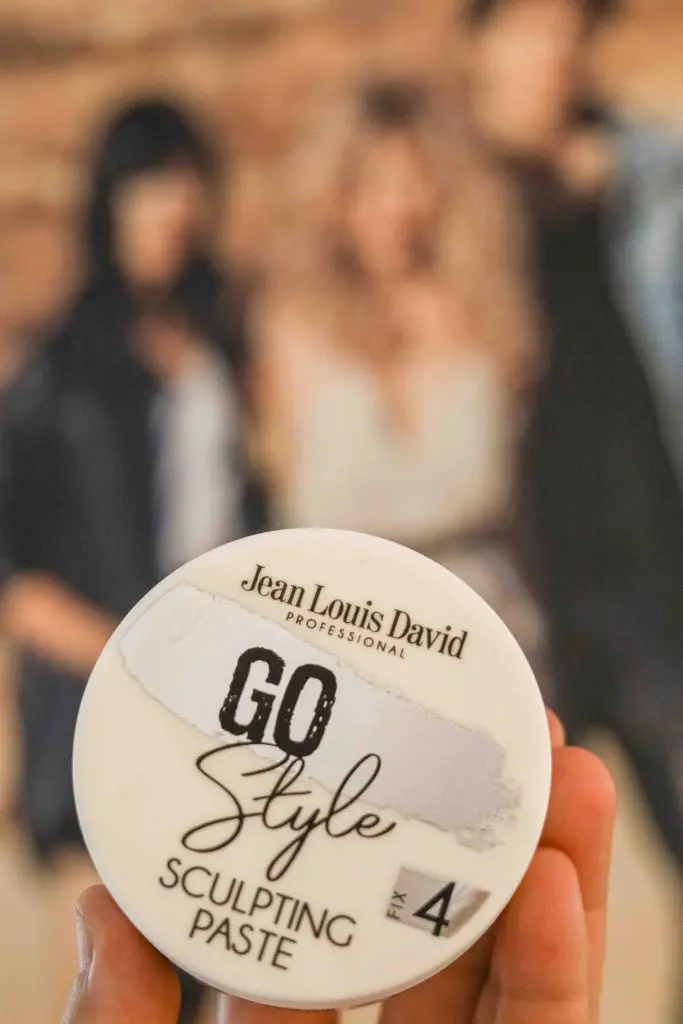 Jean Louis David
PROFESSIONAL
GO
Style
SCULPTING
PASTE
FIX 4